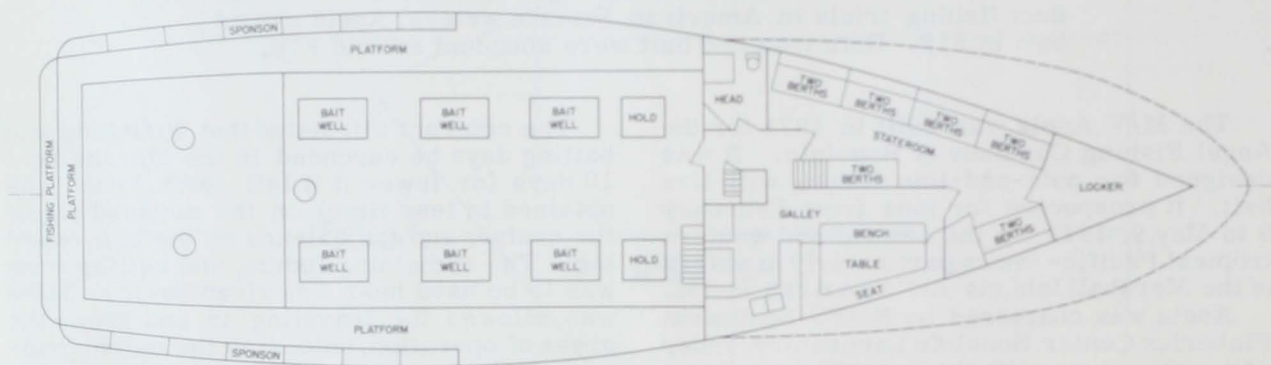 SPONSON
PLATFORM
FISHING PLATFORM
PLATFORM
BAIT
WELL
BAIT
WELL
BAIT
WELL
HOLD
HEAD
TWO
BERTHS
TWO
BERTHS
TWO
BERTHS
TWO
BERTHS
STATEROOM
TWO
BERTHS
LOCKER
GALLEY
BENCH
TWO
BERTHS
TABLE
SEAT
BAIT
WELL
BAIT
WELL
BAIT
WELL
HOLD
PLATFORM
SPONSON